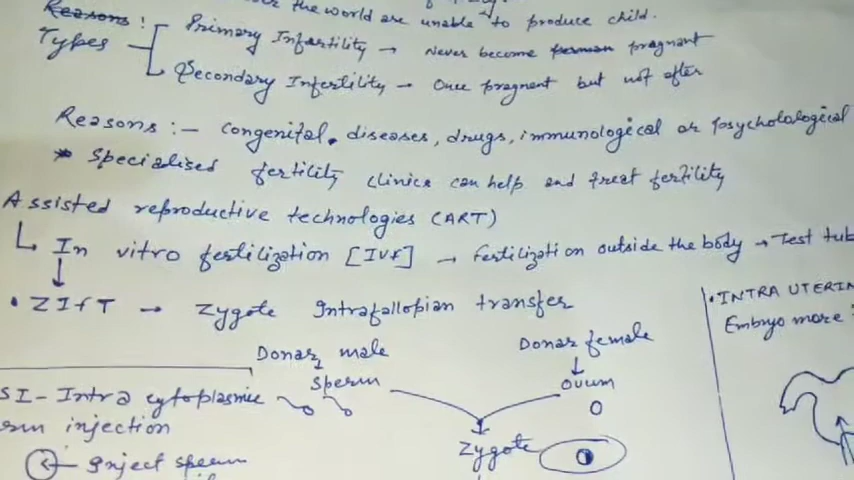 the world are unable to produce child.
Reasons :
Types
Primary Infertility → Never become pregnant
Secondary Infertility → Once pregnant but not after
Reasons :- Congenital, diseases, drugs, immunological or Psycholological
* Specialised fertility clinics can help and treat fertility
Assisted reproductive technologies (ART)
In vitro fertilization [IVF] → fertilization outside the body → Test tub
• ZIFT → Zygote Intrafallopian transfer
• INTRA UTERIN
Embryo more
Donar male
Donar female
sperm
ovum
SI - Intra cytoplasmic
rm injection
Zygote
Inject sperm